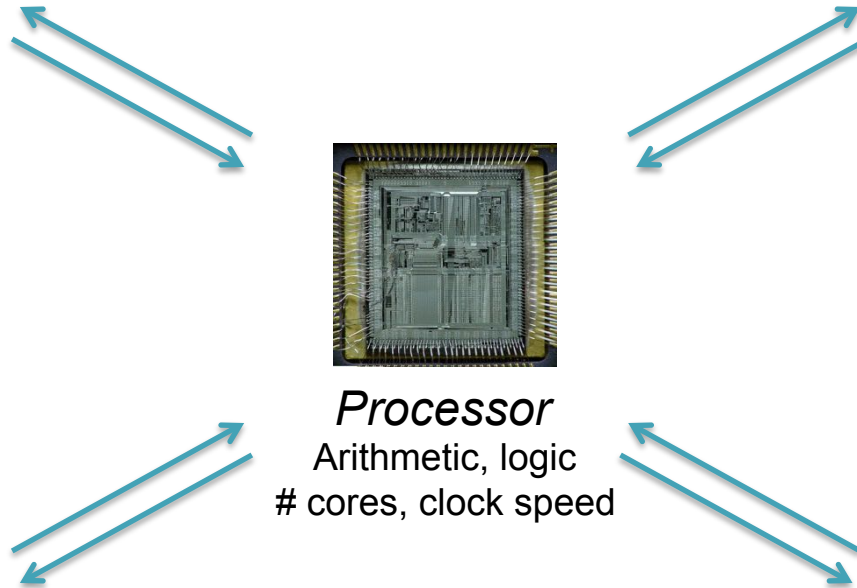 Processor
Arithmetic, logic
# cores, clock speed